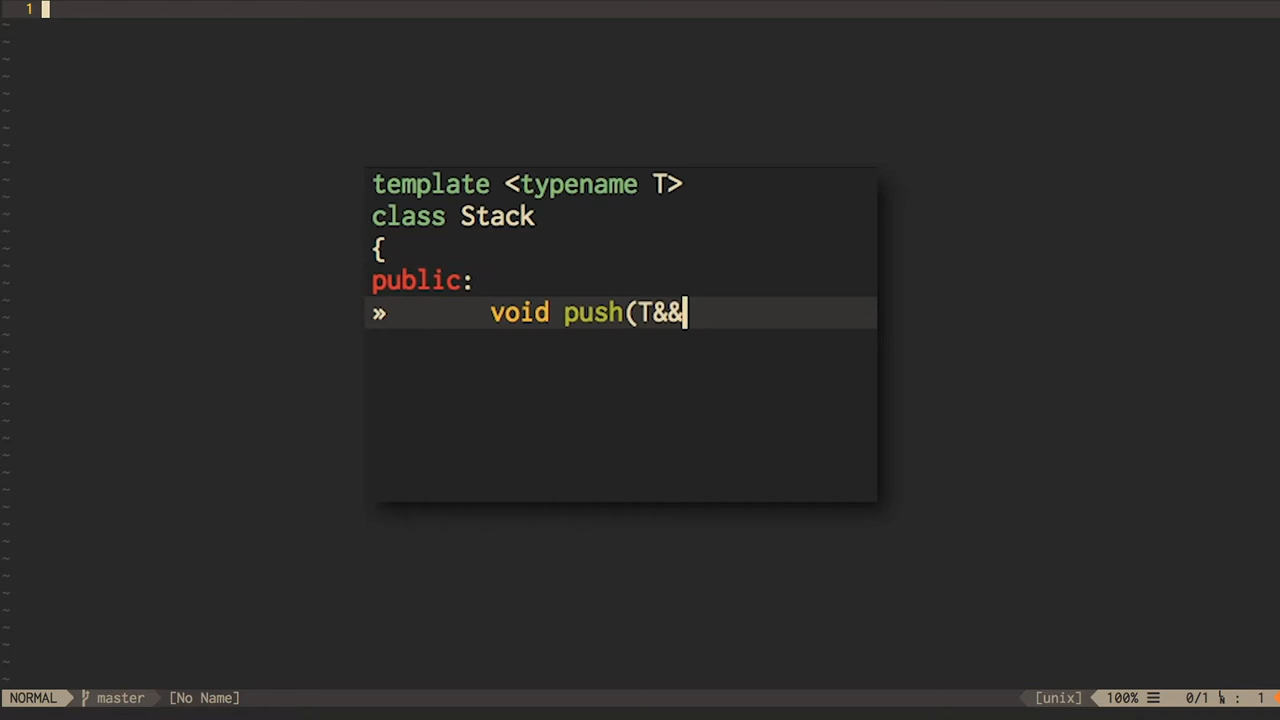 1
template <typename T>
class Stack
{
public:
» void push(T&&
NORMAL master [No Name] [unix] 100% ☰ 0/1 ㏑ : 1